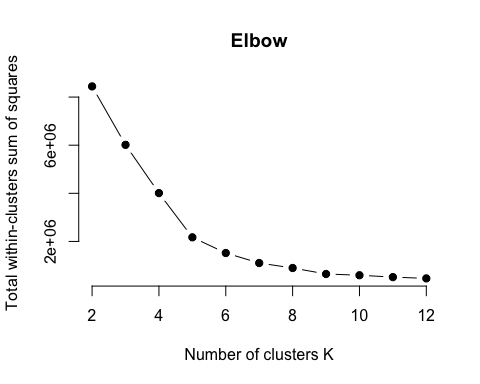 Elbow
Total within-clusters sum of squares
6e+06
2e+06
2 4 6 8 10 12
Number of clusters K